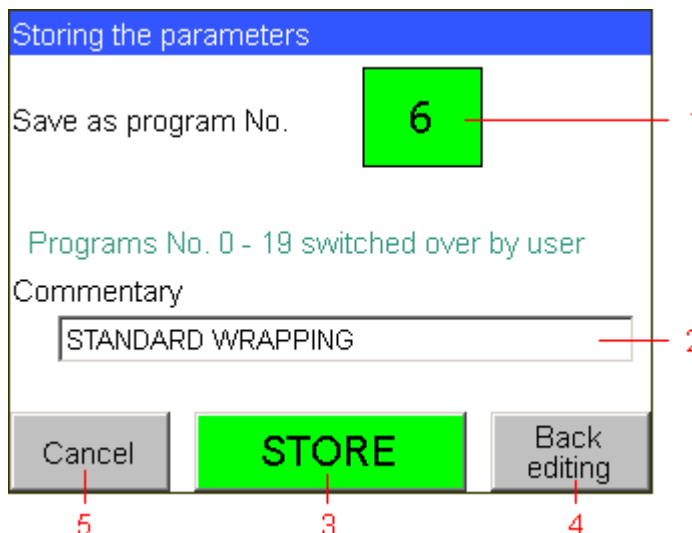 Storing the parameters
Save as program No.
6
1
Programs No. 0 - 19 switched over by user
Commentary
STANDARD WRAPPING
2
Cancel
STORE
Back
editing
5
3
4